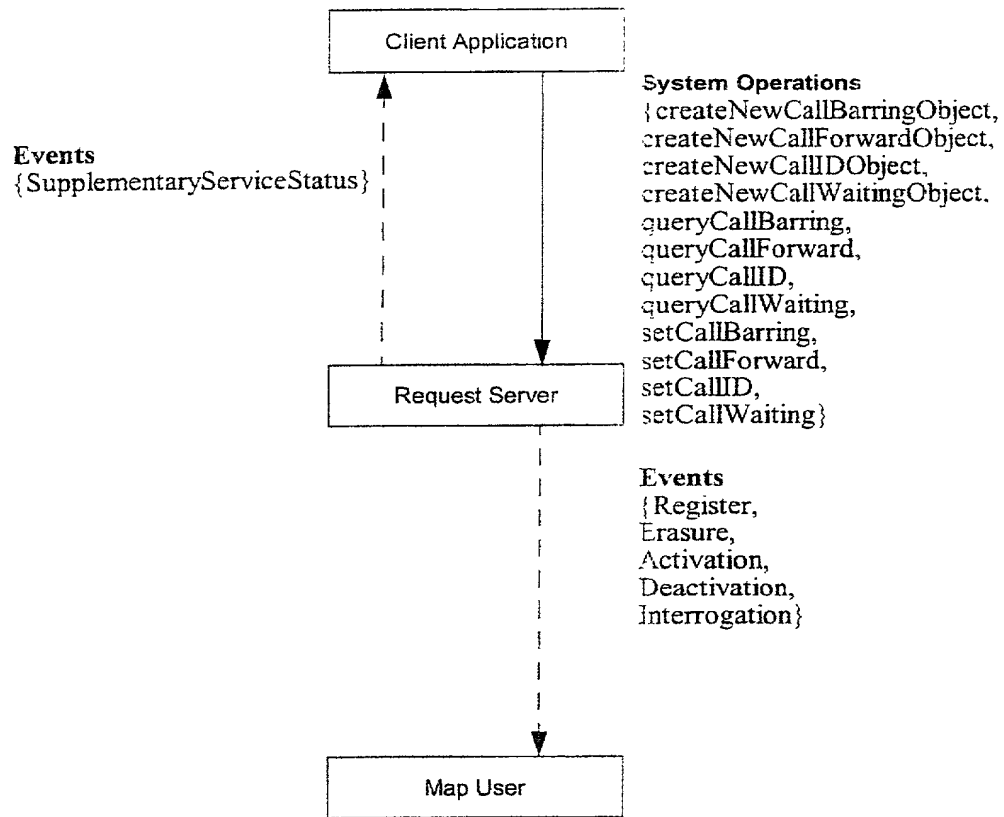 Client Application
System Operations
{createNewCallBarringObject,
createNewCallForwardObject,
createNewCallIDObject,
createNewCallWaitingObject,
queryCallBarring,
queryCallForward,
queryCallID,
queryCallWaiting,
setCallBarring,
setCallForward,
setCallID,
setCallWaiting}
Events
{SupplementaryServiceStatus}
Request Server
Events
{Register,
Erasure,
Activation,
Deactivation,
Interrogation}
Map User